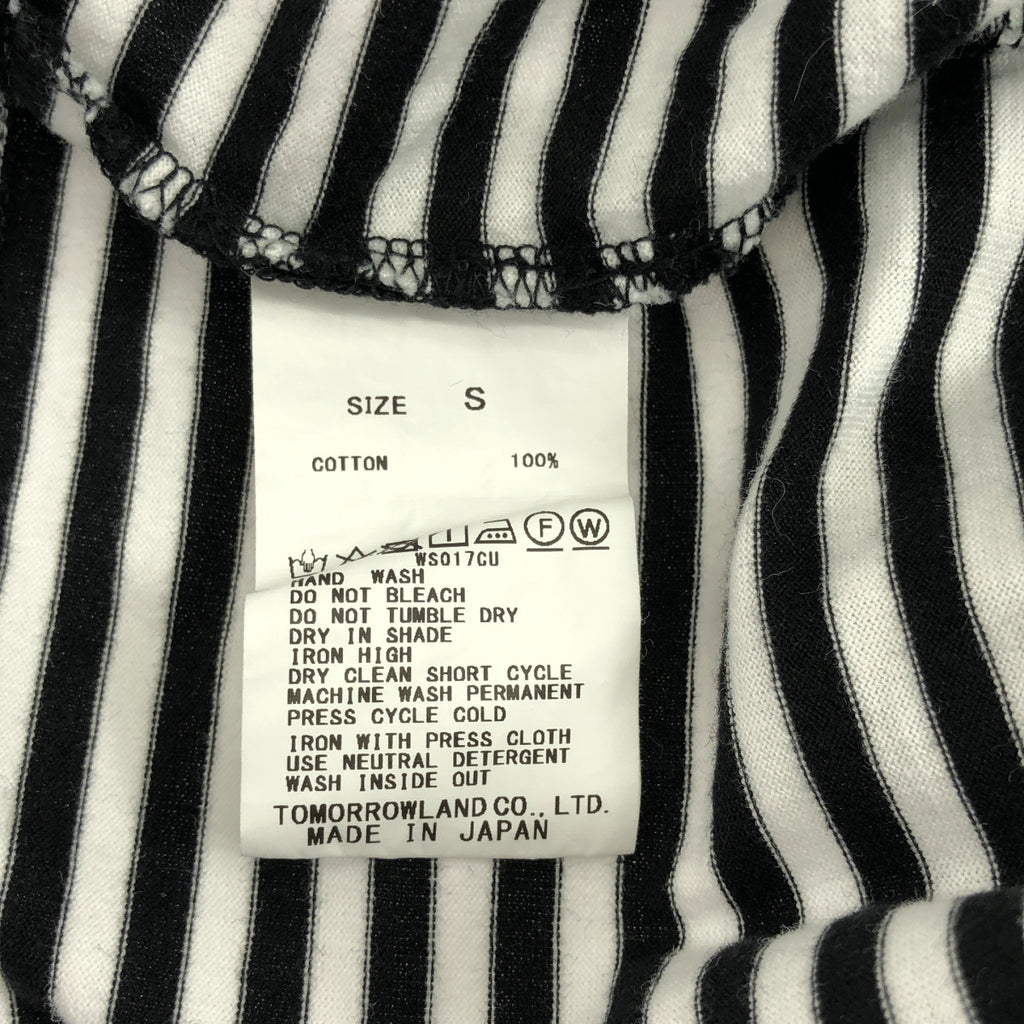 SIZE S
COTTON 100%
F W
WS017CU
HAND WASH
DO NOT BLEACH
DO NOT TUMBLE DRY
DRY IN SHADE
IRON HIGH
DRY CLEAN SHORT CYCLE
MACHINE WASH PERMANENT
PRESS CYCLE COLD
IRON WITH PRESS CLOTH
USE NEUTRAL DETERGENT
WASH INSIDE OUT
TOMORROWLAND CO., LTD.
MADE IN JAPAN